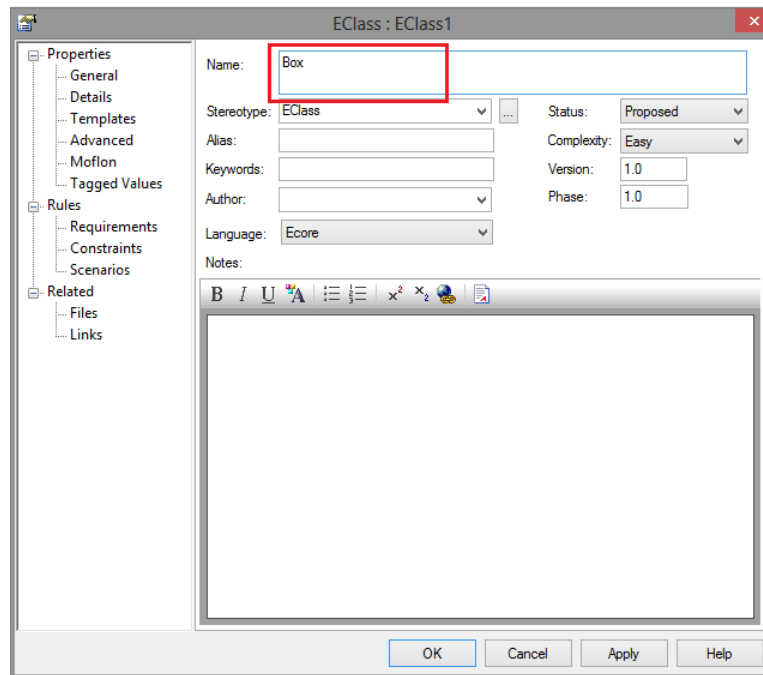 EClass : EClass1
Properties
General
Details
Templates
Advanced
Moflon
Tagged Values
Rules
Requirements
Constraints
Scenarios
Related
Files
Links
Name: Box
Stereotype: EClass ... Status: Proposed
Alias: Complexity: Easy
Keywords: Version: 1.0
Author: Phase: 1.0
Language: Ecore
Notes:
B I U A x² x₂
OK Cancel Apply Help